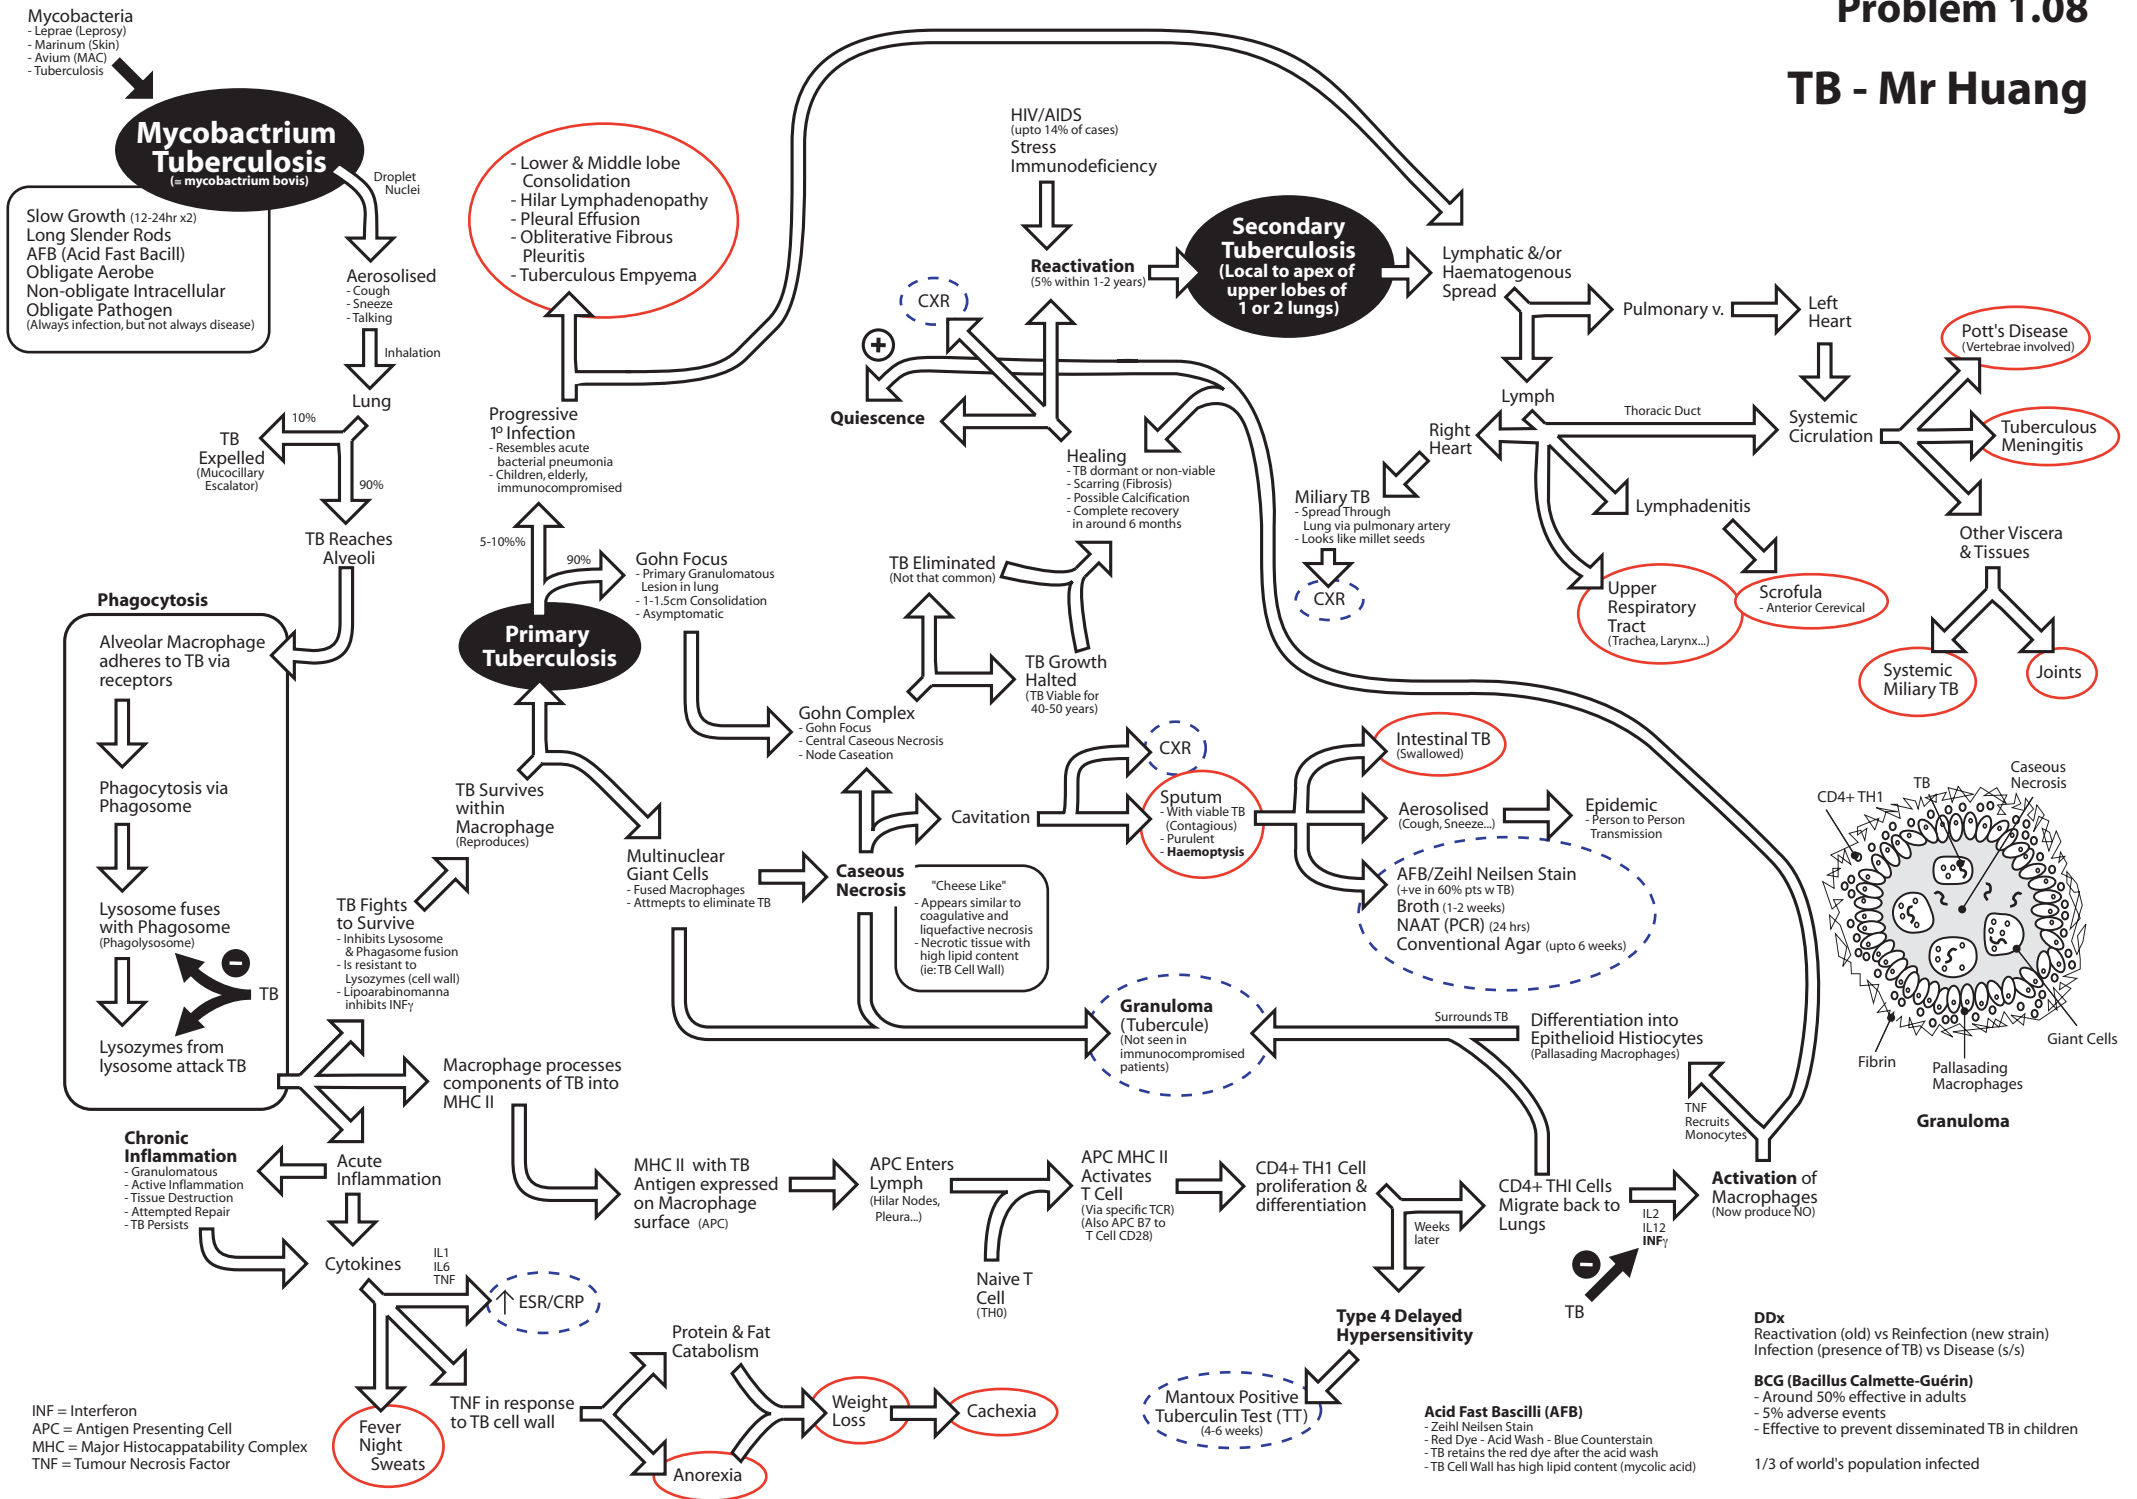 Problem 1.08
TB - Mr Huang
Mycobacteria
- Leprae (Leprosy)
- Marinum (Skin)
- Avium (MAC)
- Tuberculosis
Mycobactrium
Tuberculosis
(= mycobactrium bovis)
Droplet
Nuclei
Slow Growth (12-24hr x2)
Long Slender Rods
AFB (Acid Fast Bacill)
Obligate Aerobe
Non-obligate Intracellular
Obligate Pathogen
(Always infection, but not always disease)
Aerosolised
- Cough
- Sneeze
- Talking
Inhalation
Lung
10%
TB
Expelled
(Mucocillary
Escalator)
90%
TB Reaches
Alveoli
Phagocytosis
Alveolar Macrophage
adheres to TB via
receptors
Phagocytosis via
Phagosome
Lysosome fuses
with Phagosome
(Phagolysosome)
TB
Lysozymes from
lysosome attack TB
TB Fights
to Survive
- Inhibits Lysosome
& Phagasome fusion
- Is resistant to
Lysozymes (cell wall)
- Lipoarabinomanna
inhibits INFγ
TB Survives
within
Macrophage
(Reproduces)
Primary
Tuberculosis
5-10%%
90%
Progressive
1º Infection
- Resembles acute
bacterial pneumonia
- Children, elderly,
immunocompromised
- Lower & Middle lobe
Consolidation
- Hilar Lymphadenopathy
- Pleural Effusion
- Obliterative Fibrous
Pleuritis
- Tuberculous Empyema
Gohn Focus
- Primary Granulomatous
Lesion in lung
- 1-1.5cm Consolidation
- Asymptomatic
Gohn Complex
- Gohn Focus
- Central Caseous Necrosis
- Node Caseation
TB Eliminated
(Not that common)
TB Growth
Halted
(TB Viable for
40-50 years)
Healing
- TB dormant or non-viable
- Scarring (Fibrosis)
- Possible Calcification
- Complete recovery
in around 6 months
CXR
+
Quiescence
HIV/AIDS
(upto 14% of cases)
Stress
Immunodeficiency
Reactivation
(5% within 1-2 years)
Secondary
Tuberculosis
(Local to apex of
upper lobes of
1 or 2 lungs)
Lymphatic &/or
Haematogenous
Spread
Pulmonary v.
Left
Heart
Lymph
Thoracic Duct
Systemic
Cicrulation
Right
Heart
Miliary TB
- Spread Through
Lung via pulmonary artery
- Looks like millet seeds
CXR
Lymphadenitis
Upper
Respiratory
Tract
(Trachea, Larynx...)
Scrofula
- Anterior Cerevical
Pott's Disease
(Vertebrae involved)
Tuberculous
Meningitis
Other Viscera
& Tissues
Systemic
Miliary TB
Joints
Multinuclear
Giant Cells
- Fused Macrophages
- Attmepts to eliminate TB
Caseous
Necrosis
"Cheese Like"
- Appears similar to
coagulative and
liquefactive necrosis
- Necrotic tissue with
high lipid content
(ie: TB Cell Wall)
Cavitation
CXR
Sputum
- With viable TB
(Contagious)
- Purulent
- Haemoptysis
Intestinal TB
(Swallowed)
Aerosolised
(Cough, Sneeze...)
Epidemic
- Person to Person
Transmission
AFB/Zeihl Neilsen Stain
(+ve in 60% pts w TB)
Broth (1-2 weeks)
NAAT (PCR) (24 hrs)
Conventional Agar (upto 6 weeks)
Granuloma
(Tubercule)
(Not seen in
immunocompromised
patients)
Surrounds TB
Differentiation into
Epithelioid Histiocytes
(Pallasading Macrophages)
TNF
Recruits
Monocytes
CD4+ TH1
TB
Caseous
Necrosis
Fibrin
Pallasading
Macrophages
Giant Cells
Granuloma
Macrophage processes
components of TB into
MHC II
MHC II with TB
Antigen expressed
on Macrophage
surface (APC)
APC Enters
Lymph
(Hilar Nodes,
Pleura...)
Naive T
Cell
(TH0)
APC MHC II
Activates
T Cell
(Via specific TCR)
(Also APC B7 to
T Cell CD28)
CD4+ TH1 Cell
proliferation &
differentiation
Weeks
later
CD4+ THI Cells
Migrate back to
Lungs
IL2
IL12
INFγ
TB
Activation of
Macrophages
(Now produce NO)
Type 4 Delayed
Hypersensitivity
Mantoux Positive
Tuberculin Test (TT)
(4-6 weeks)
Chronic
Inflammation
- Granulomatous
- Active Inflammation
- Tissue Destruction
- Attempted Repair
- TB Persists
Acute
Inflammation
Cytokines
IL1
IL6
TNF
↑ ESR/CRP
Fever
Night
Sweats
TNF in response
to TB cell wall
Protein & Fat
Catabolism
Anorexia
Weight
Loss
Cachexia
INF = Interferon
APC = Antigen Presenting Cell
MHC = Major Histocappatability Complex
TNF = Tumour Necrosis Factor
Acid Fast Bascilli (AFB)
- Zeihl Neilsen Stain
- Red Dye - Acid Wash - Blue Counterstain
- TB retains the red dye after the acid wash
- TB Cell Wall has high lipid content (mycolic acid)
DDx
Reactivation (old) vs Reinfection (new strain)
Infection (presence of TB) vs Disease (s/s)
BCG (Bacillus Calmette-Guérin)
- Around 50% effective in adults
- 5% adverse events
- Effective to prevent disseminated TB in children
1/3 of world's population infected